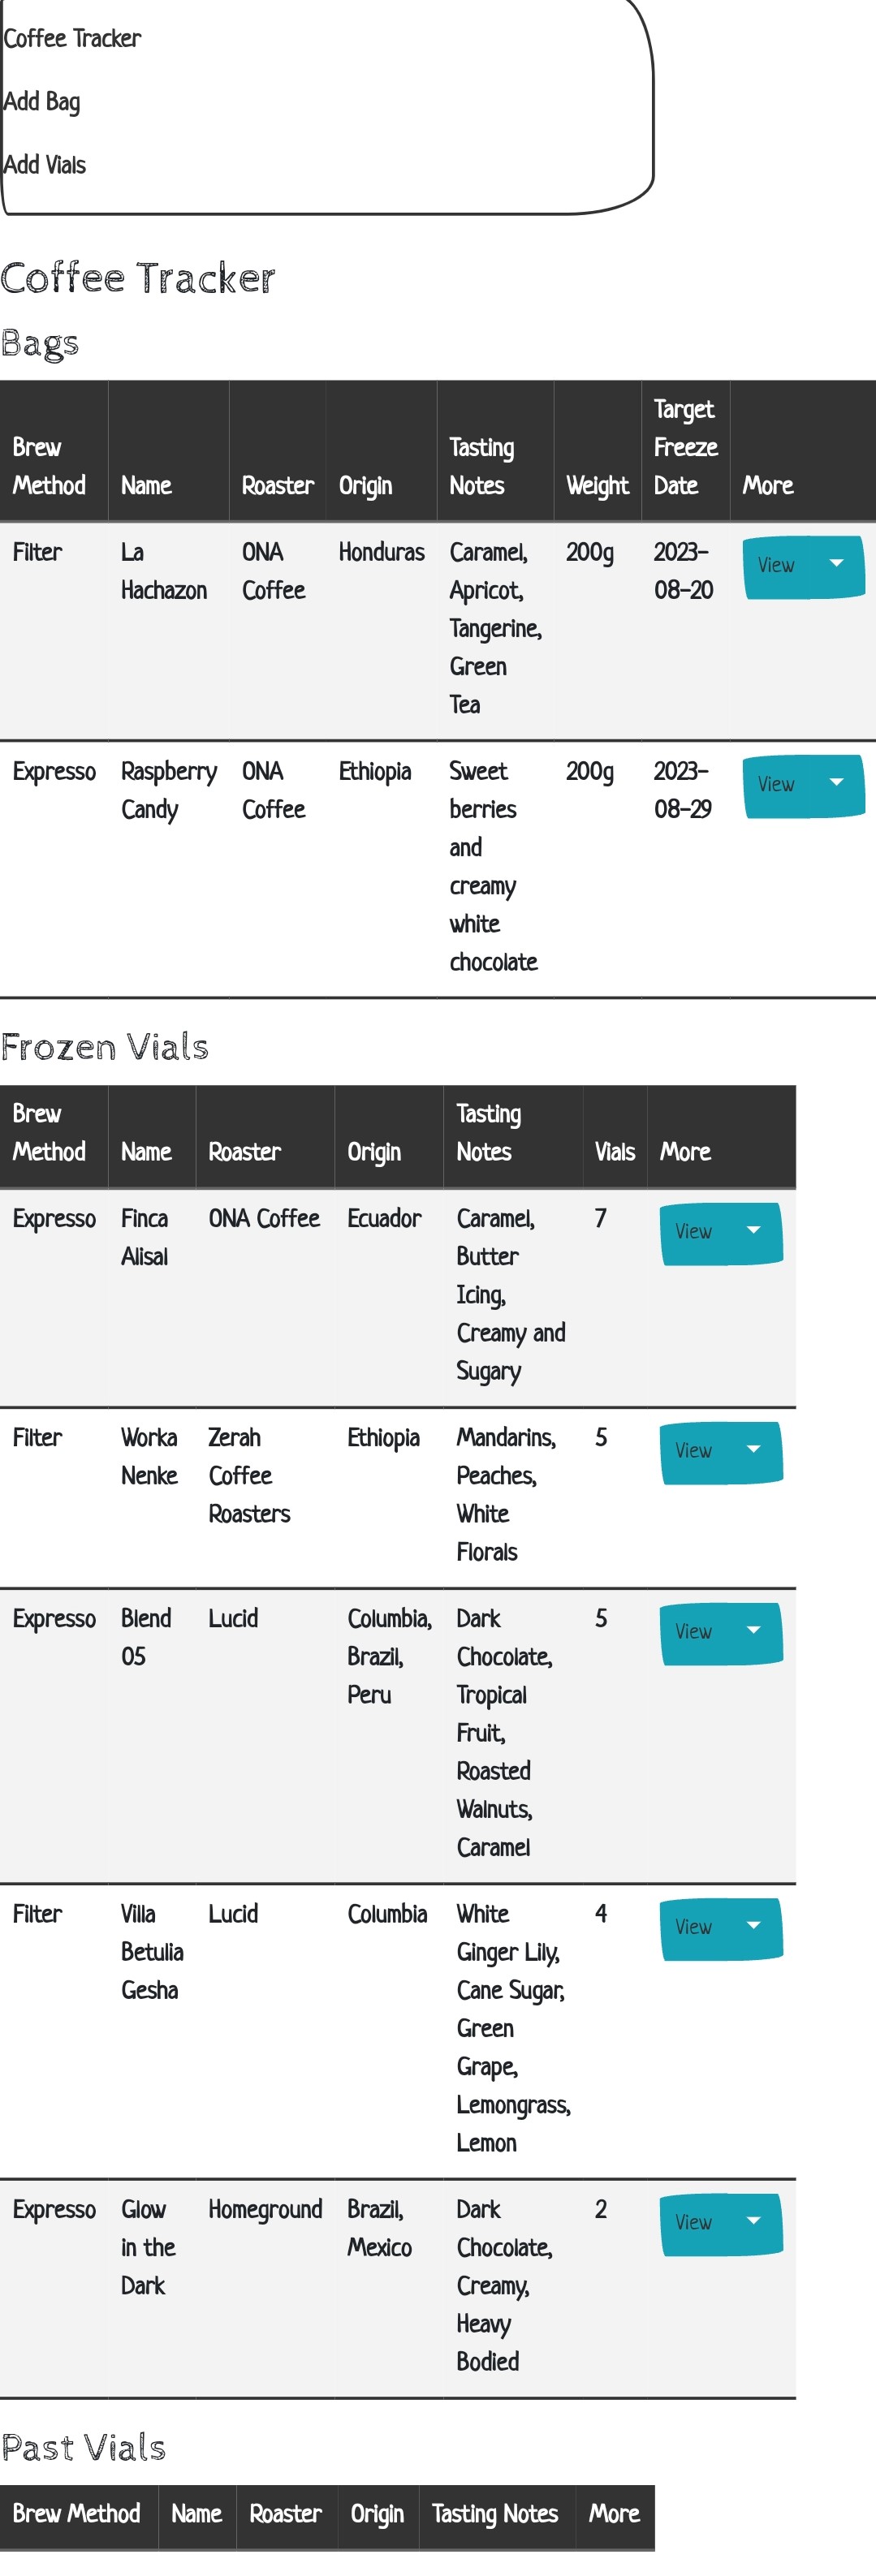 Coffee Tracker
Add Bag
Add Vials
Coffee Tracker
Bags
Brew Method Name Roaster Origin Tasting Notes Weight Target Freeze Date More
Filter La Hachazon ONA Coffee Honduras Caramel, Apricot, Tangerine, Green Tea 200g 2023-08-20 View
Expresso Raspberry Candy ONA Coffee Ethiopia Sweet berries and creamy white chocolate 200g 2023-08-29 View
Frozen Vials
Brew Method Name Roaster Origin Tasting Notes Vials More
Expresso Finca Alisal ONA Coffee Ecuador Caramel, Butter Icing, Creamy and Sugary 7 View
Filter Worka Nenke Zerah Coffee Roasters Ethiopia Mandarins, Peaches, White Florals 5 View
Expresso Blend 05 Lucid Columbia, Brazil, Peru Dark Chocolate, Tropical Fruit, Roasted Walnuts, Caramel 5 View
Filter Villa Betulia Gesha Lucid Columbia White Ginger Lily, Cane Sugar, Green Grape, Lemongrass, Lemon 4 View
Expresso Glow in the Dark Homeground Brazil, Mexico Dark Chocolate, Creamy, Heavy Bodied 2 View
Past Vials
Brew Method Name Roaster Origin Tasting Notes More